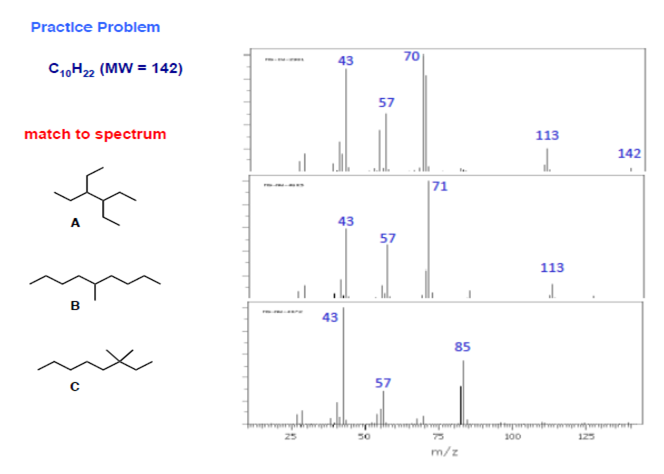 Practice Problem
C₁₀H₂₂ (MW = 142)
match to spectrum
A
B
C
43
70
57
113
142
71
43
57
113
43
85
57
25
50
75
100
125
m/z